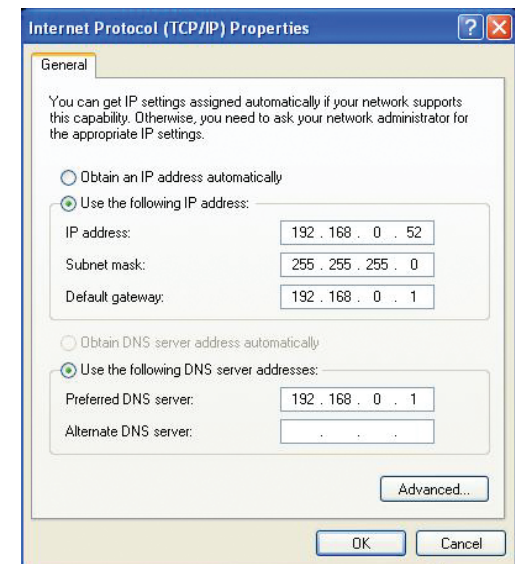 Internet Protocol (TCP/IP) Properties
General
You can get IP settings assigned automatically if your network supports
this capability. Otherwise, you need to ask your network administrator for
the appropriate IP settings.
Obtain an IP address automatically
Use the following IP address:
IP address: 192 . 168 . 0 . 52
Subnet mask: 255 . 255 . 255 . 0
Default gateway: 192 . 168 . 0 . 1
Obtain DNS server address automatically
Use the following DNS server addresses:
Preferred DNS server: 192 . 168 . 0 . 1
Alternate DNS server: . . .
Advanced...
OK Cancel